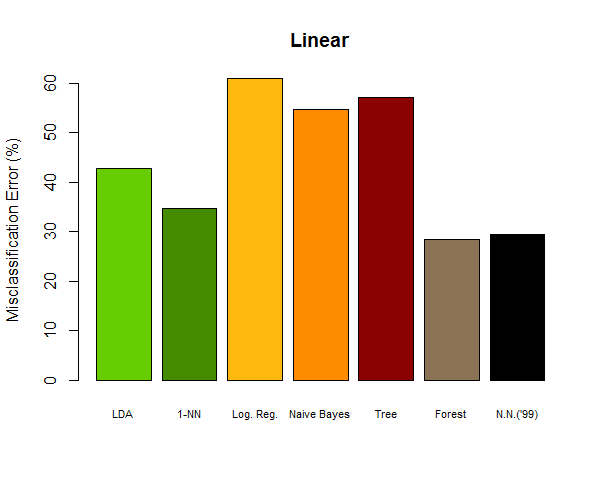 Linear
Misclassification Error (%)
60
50
40
30
20
10
0
LDA 1-NN Log. Reg. Naive Bayes Tree Forest N.N.('99)